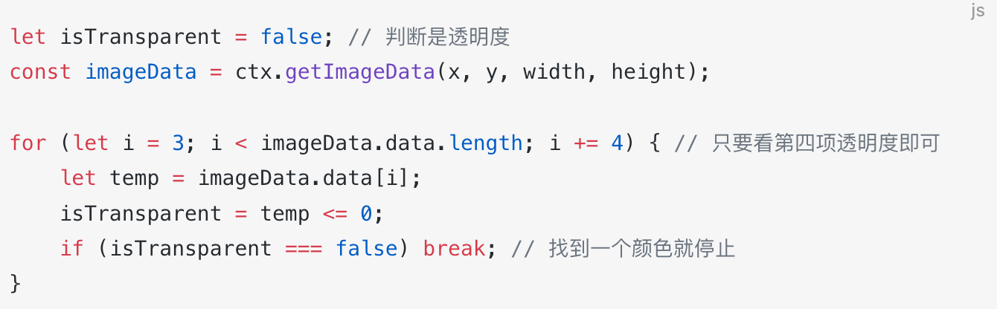 js
let isTransparent = false; // 判断是透明度
const imageData = ctx.getImageData(x, y, width, height);
for (let i = 3; i < imageData.data.length; i += 4) { // 只要看第四项透明度即可
    let temp = imageData.data[i];
    isTransparent = temp <= 0;
    if (isTransparent === false) break; // 找到一个颜色就停止
}